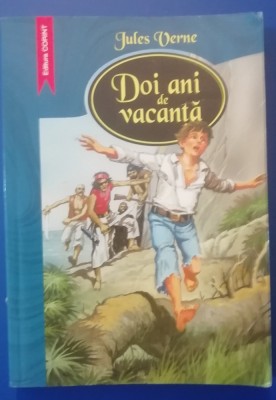 Editura CORINT
Jules Verne
Doi ani
de
vacanță